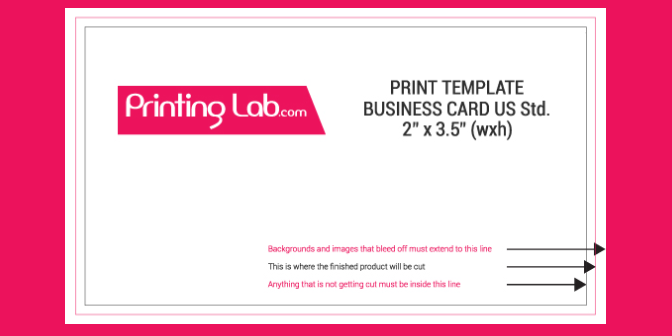 Printing Lab.com
PRINT TEMPLATE
BUSINESS CARD US Std.
2" x 3.5" (wxh)
Backgrounds and images that bleed off must extend to this line
This is where the finished product will be cut
Anything that is not getting cut must be inside this line